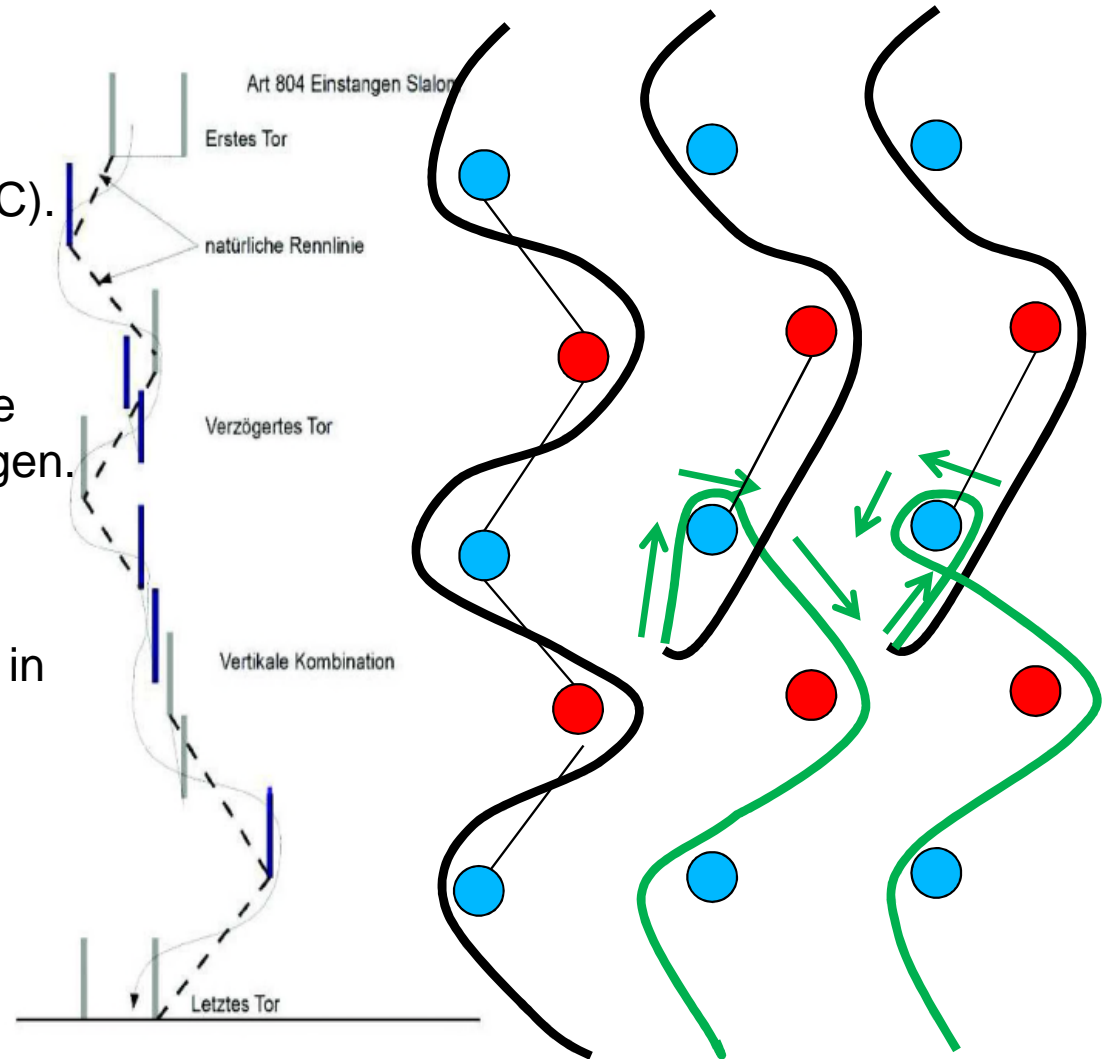 Art 804 Einstangen Slalom
Erstes Tor
C).
natürliche Rennlinie
e
Verzögertes Tor
gen.
Vertikale Kombination
in
Letztes Tor